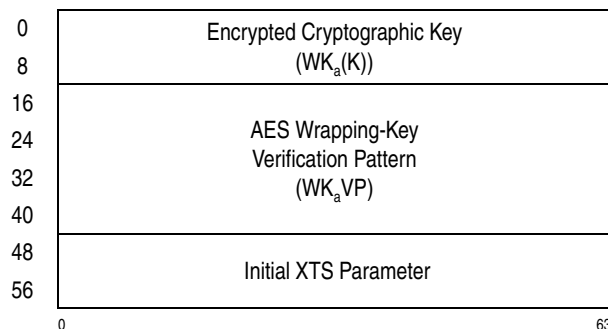 0
Encrypted Cryptographic Key
8
(WKₐ(K))
16
24
AES Wrapping-Key
Verification Pattern
32
(WKₐVP)
40
48
Initial XTS Parameter
56
0
63